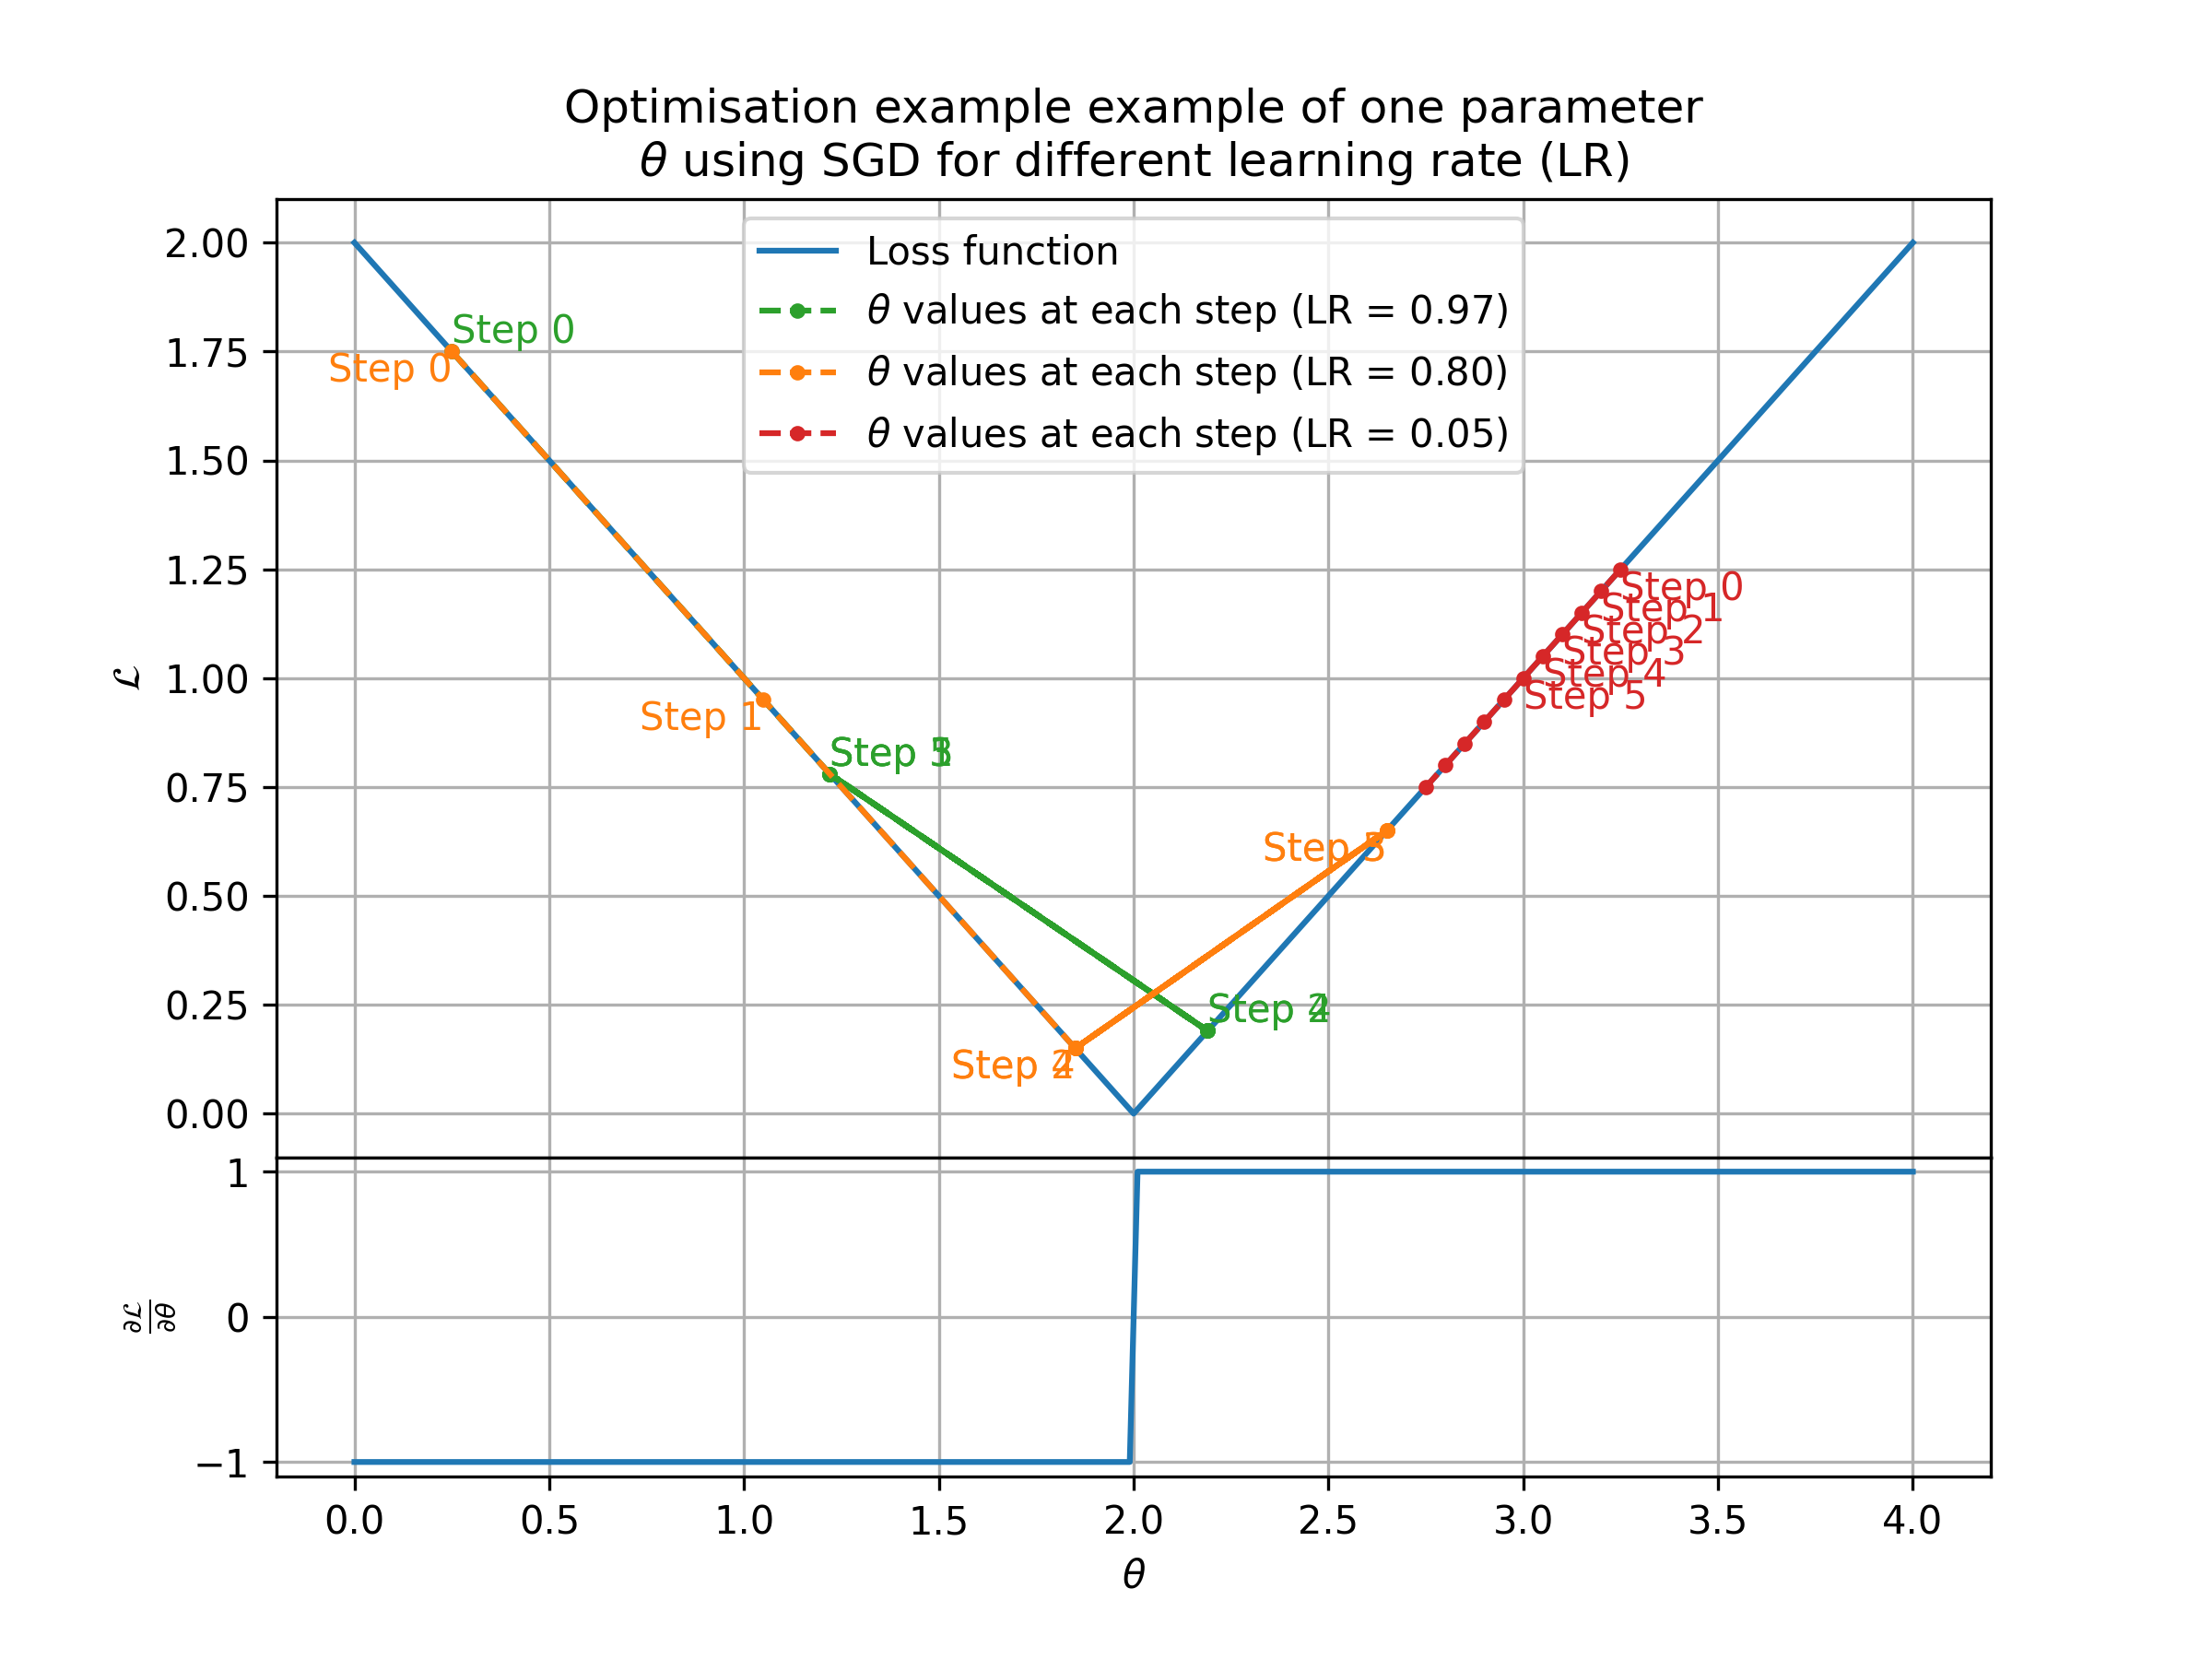 Optimisation example example of one parameter
θ using SGD for different learning rate (LR)
Loss function
θ values at each step (LR = 0.97)
θ values at each step (LR = 0.80)
θ values at each step (LR = 0.05)
2.00
1.75
1.50
1.25
1.00
0.75
0.50
0.25
0.00
ℒ
Step 0
Step 0
Step 1
Step
Step
Step
Step
Step 0
Step 1
Step 2
Step 3
Step 4
Step 5
1
0
−1
∂ℒ
∂θ
0.0 0.5 1.0 1.5 2.0 2.5 3.0 3.5 4.0
θ